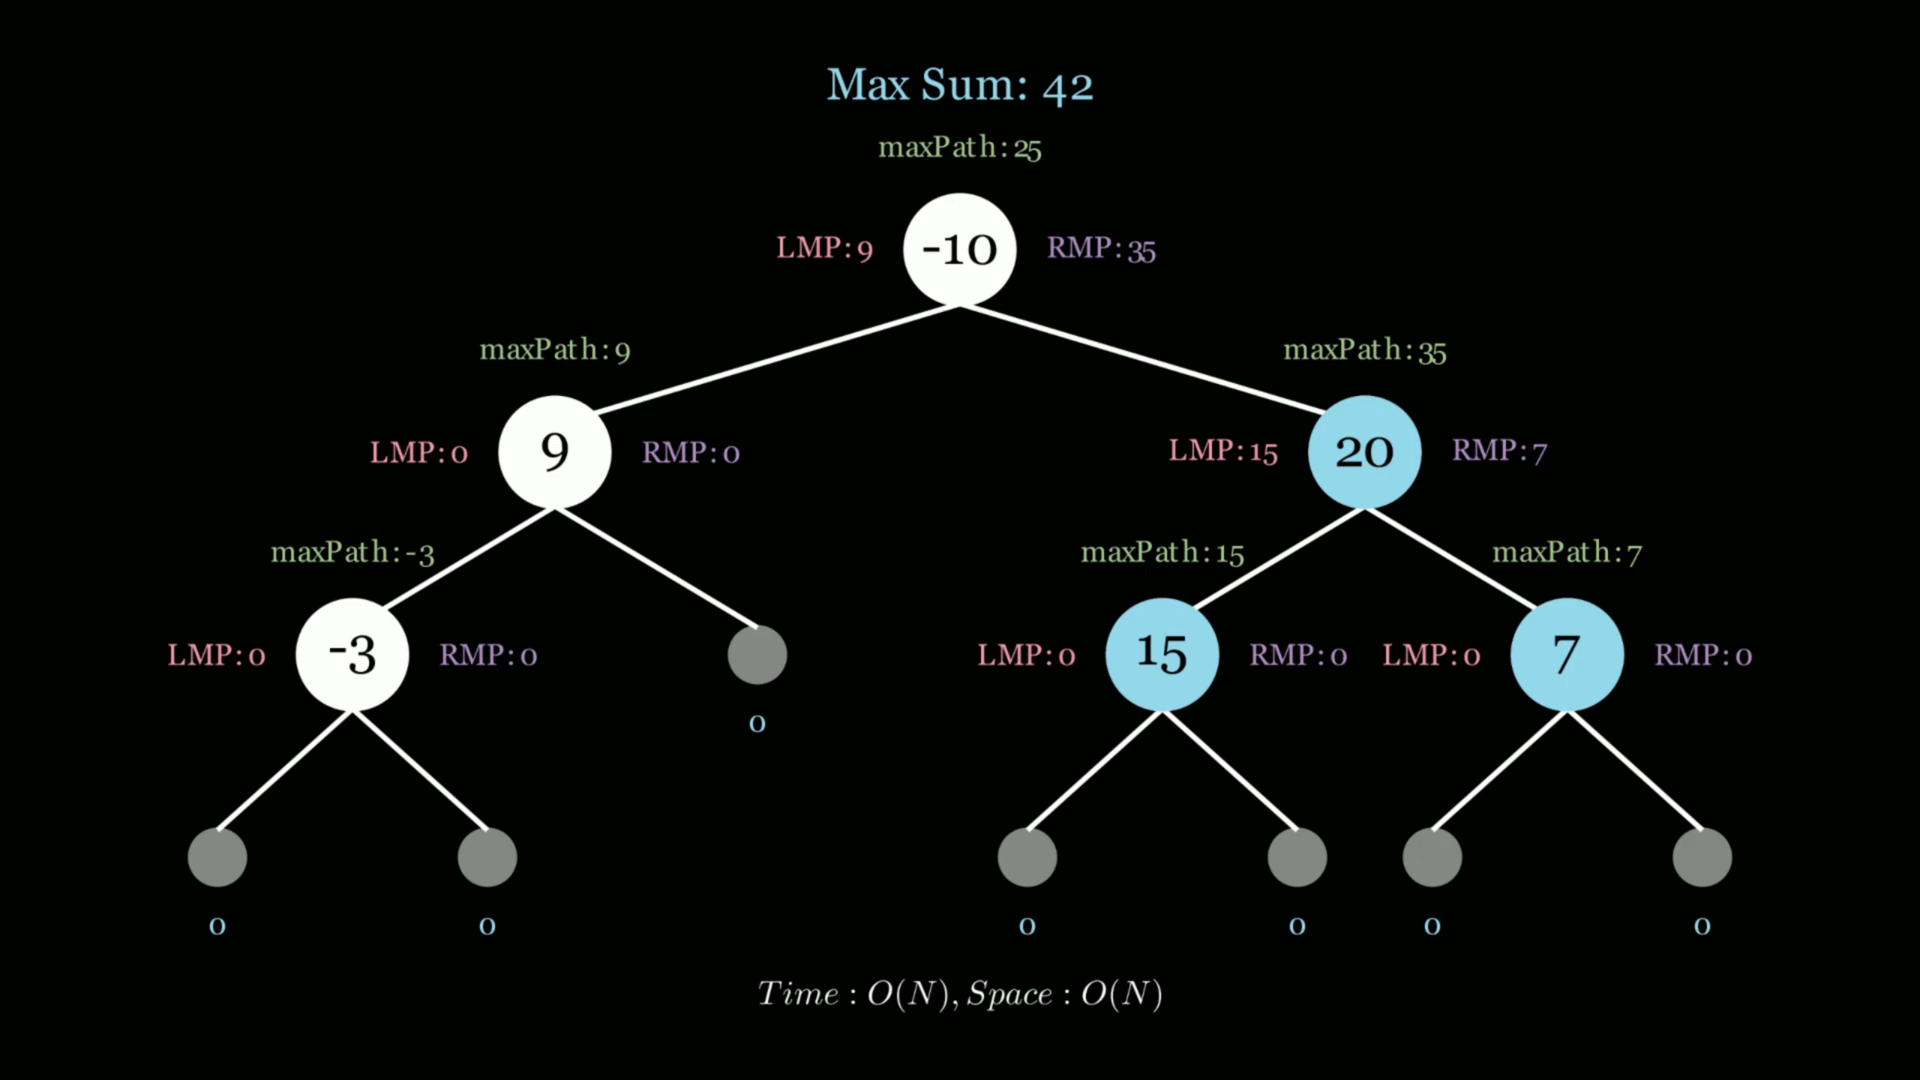 Max Sum: 42
maxPath:25
LMP:9 -10 RMP:35
maxPath:9 maxPath:35
LMP:0 9 RMP:0 LMP:15 20 RMP:7
maxPath:-3 maxPath:15 maxPath:7
LMP:0 -3 RMP:0 LMP:0 15 RMP:0 LMP:0 7 RMP:0
0
0 0 0 0 0 0
Time : O(N), Space : O(N)